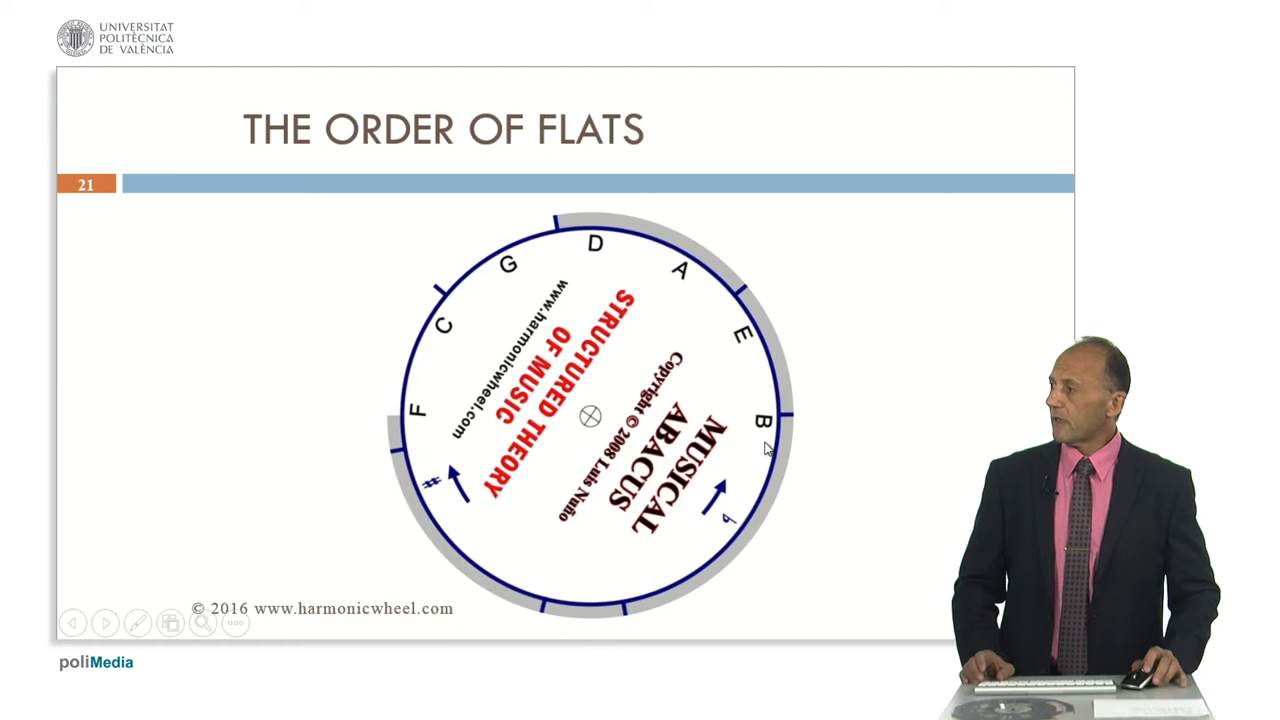 UNIVERSITAT
POLITÈCNICA
DE VALÈNCIA
THE ORDER OF FLATS
21
D
A
E
B
G
C
F
www.harmonicwheel.com
STRUCTURED THEORY
OF MUSIC
Copyright © 2008 Luis Nuño
MUSICAL
ABACUS
#
b
© 2016 www.harmonicwheel.com
poliMedia